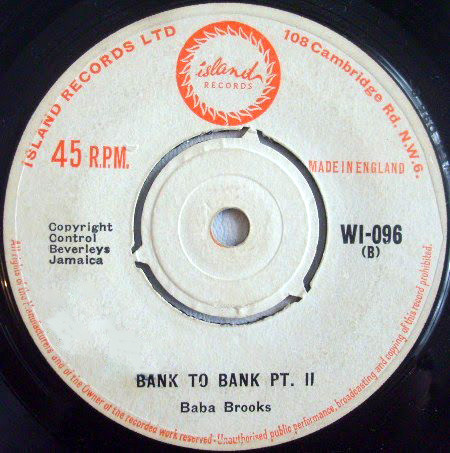 ISLAND RECORDS LTD
island
RECORDS
108 Cambridge Rd. N.W.6.
45 R.P.M.
MADE IN ENGLAND
Copyright
Control
Beverleys
Jamaica
WI-096
(B)
BANK TO BANK PT. II
Baba Brooks
All rights of the Manufacturers and of the Owner of the recorded work reserved-Unauthorised public performance, broadcasting and copying of this record prohibited.